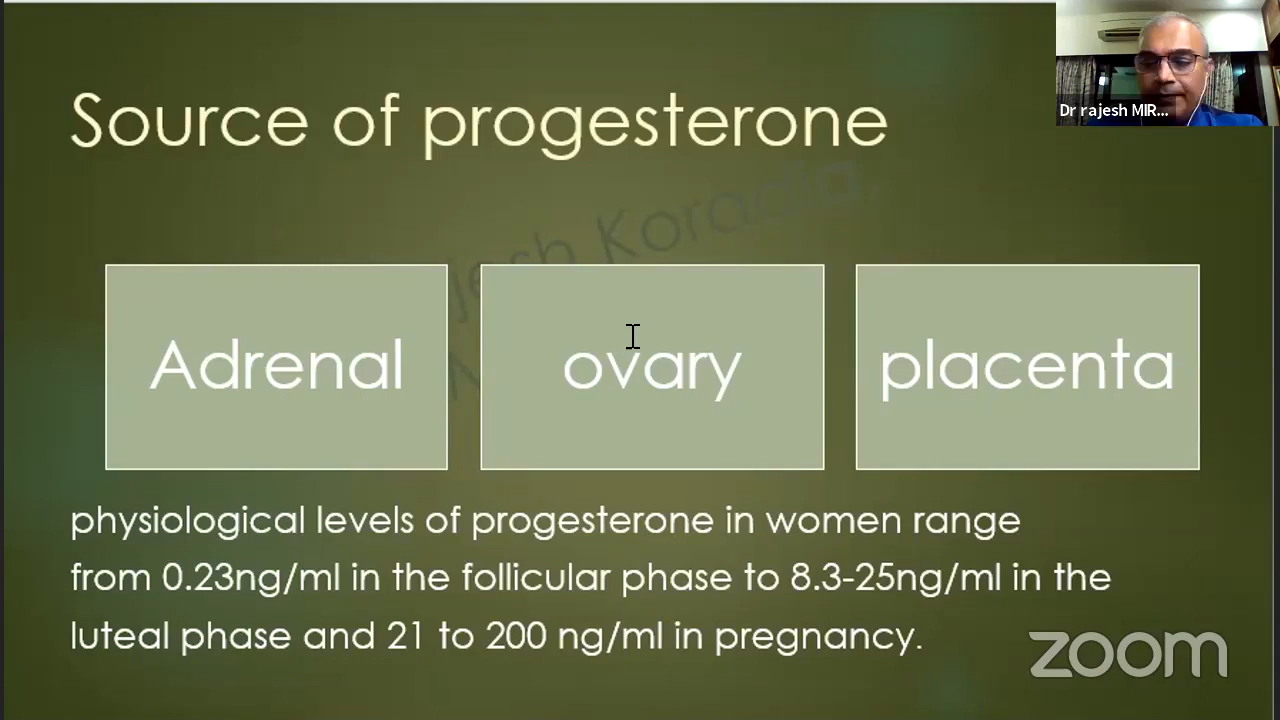 Dr rajesh MIR...
Source of progesterone
Koradia,
Adrenal
ovary
placenta
physiological levels of progesterone in women range
from 0.23ng/ml in the follicular phase to 8.3-25ng/ml in the
luteal phase and 21 to 200 ng/ml in pregnancy.
zoom